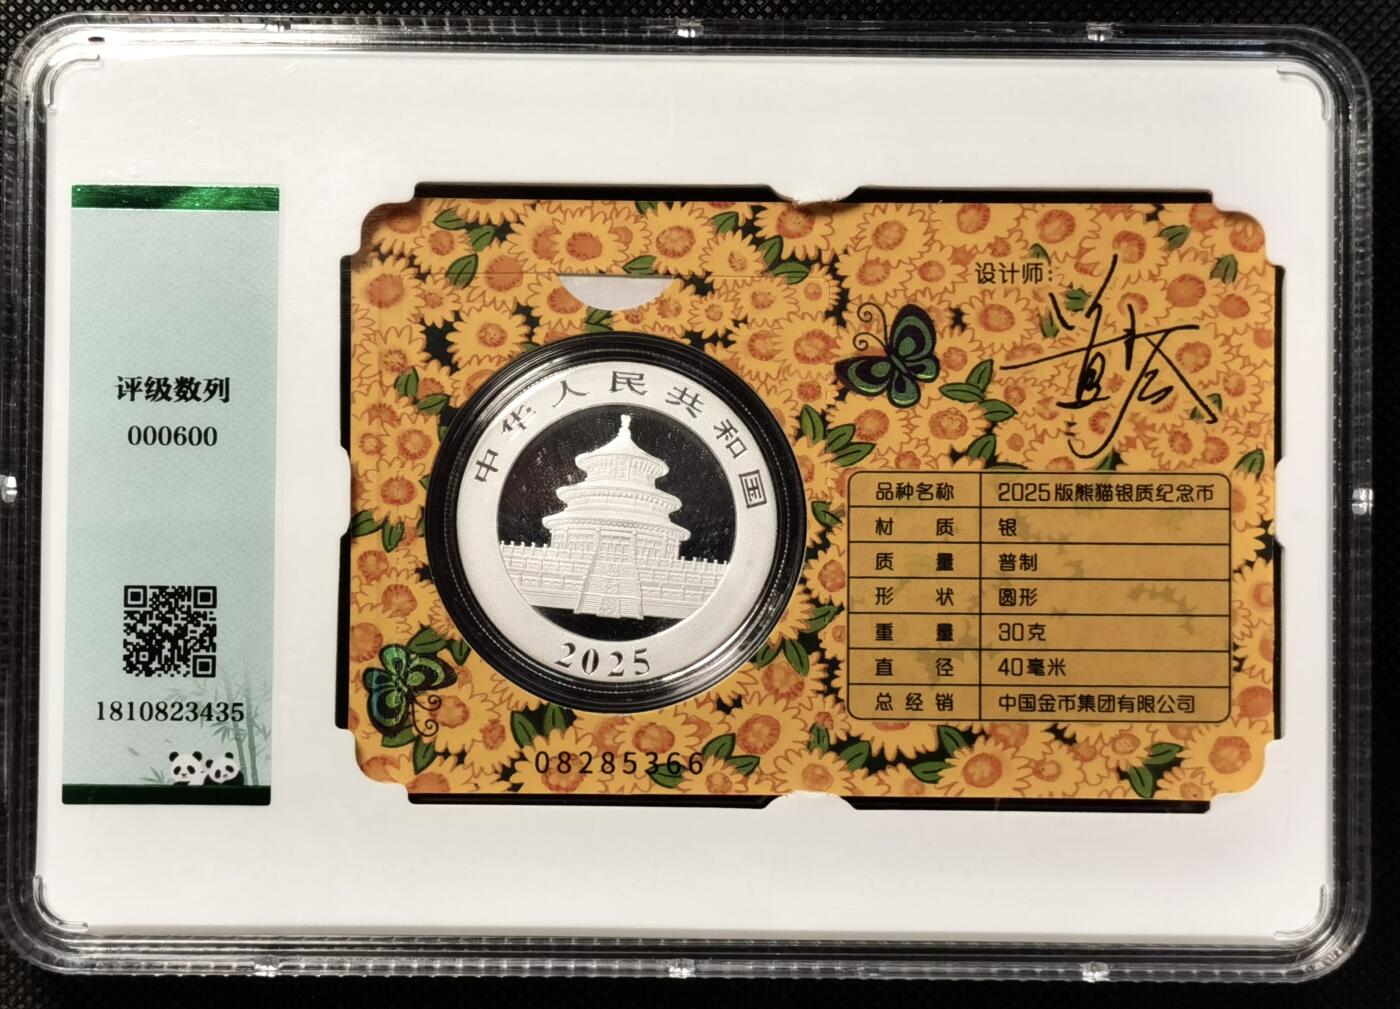 评级数列
000600
1810823435
中华人民共和国
2025
08285366
设计师：
品种名称 2025版熊猫银质纪念币
材质 银
质量 普制
形状 圆形
重量 30克
直径 40毫米
总经销 中国金币集团有限公司